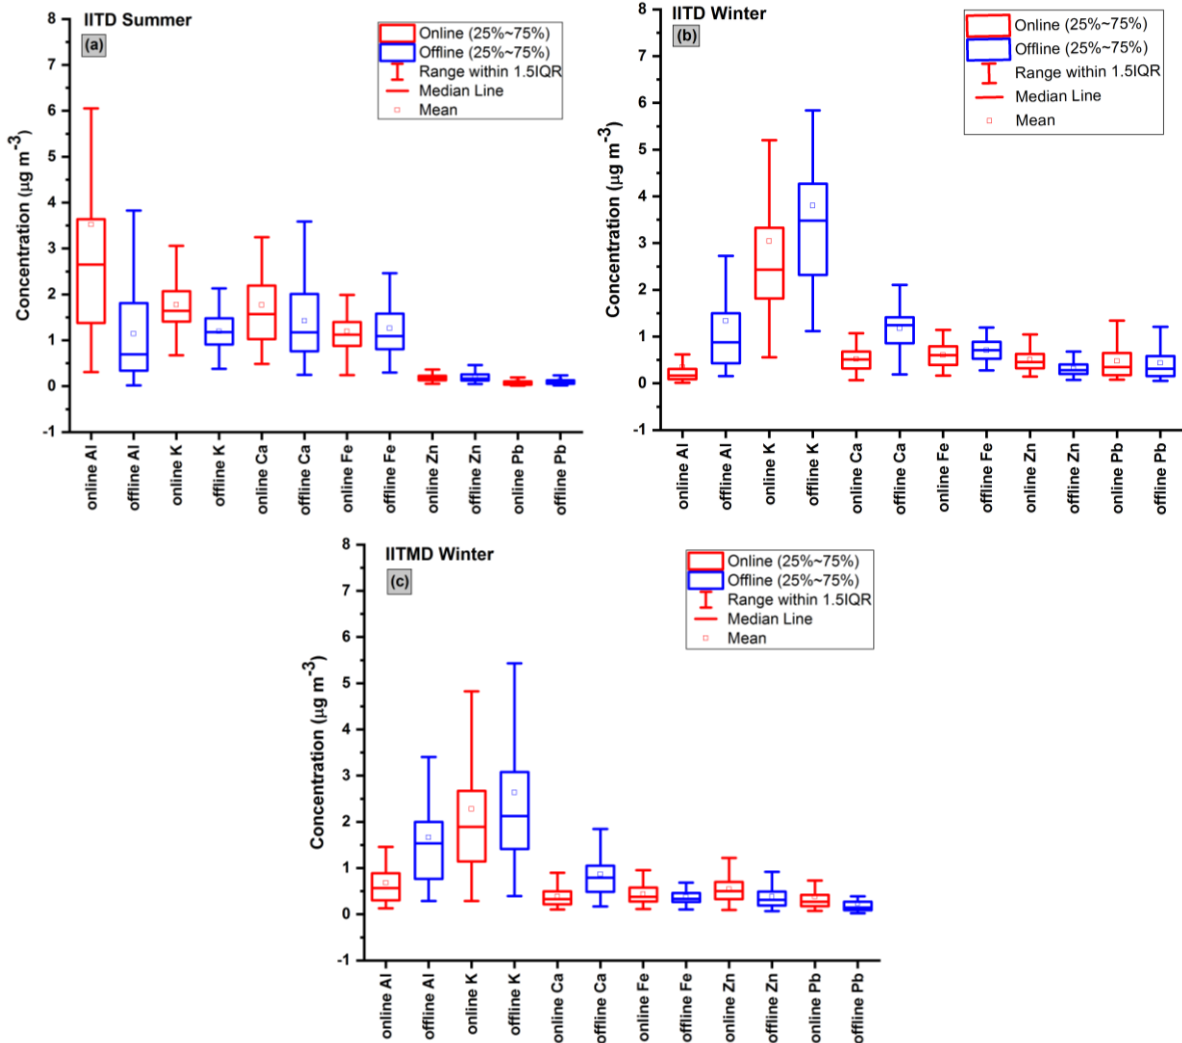 IITD Summer
(a)
Online (25%~75%)
Offline (25%~75%)
Range within 1.5IQR
Median Line
Mean
Concentration (μg m-3)
8
7
6
5
4
3
2
1
0
-1
online Al
offline Al
online K
offline K
online Ca
offline Ca
online Fe
offline Fe
online Zn
offline Zn
online Pb
offline Pb
IITD Winter
(b)
Online (25%~75%)
Offline (25%~75%)
Range within 1.5IQR
Median Line
Mean
Concentration (μg m-3)
8
7
6
5
4
3
2
1
0
-1
online Al
offline Al
online K
offline K
online Ca
offline Ca
online Fe
offline Fe
online Zn
offline Zn
online Pb
offline Pb
IITMD Winter
(c)
Online (25%~75%)
Offline (25%~75%)
Range within 1.5IQR
Median Line
Mean
Concentration (μg m-3)
8
7
6
5
4
3
2
1
0
-1
online Al
offline Al
online K
offline K
online Ca
offline Ca
online Fe
offline Fe
online Zn
offline Zn
online Pb
offline Pb